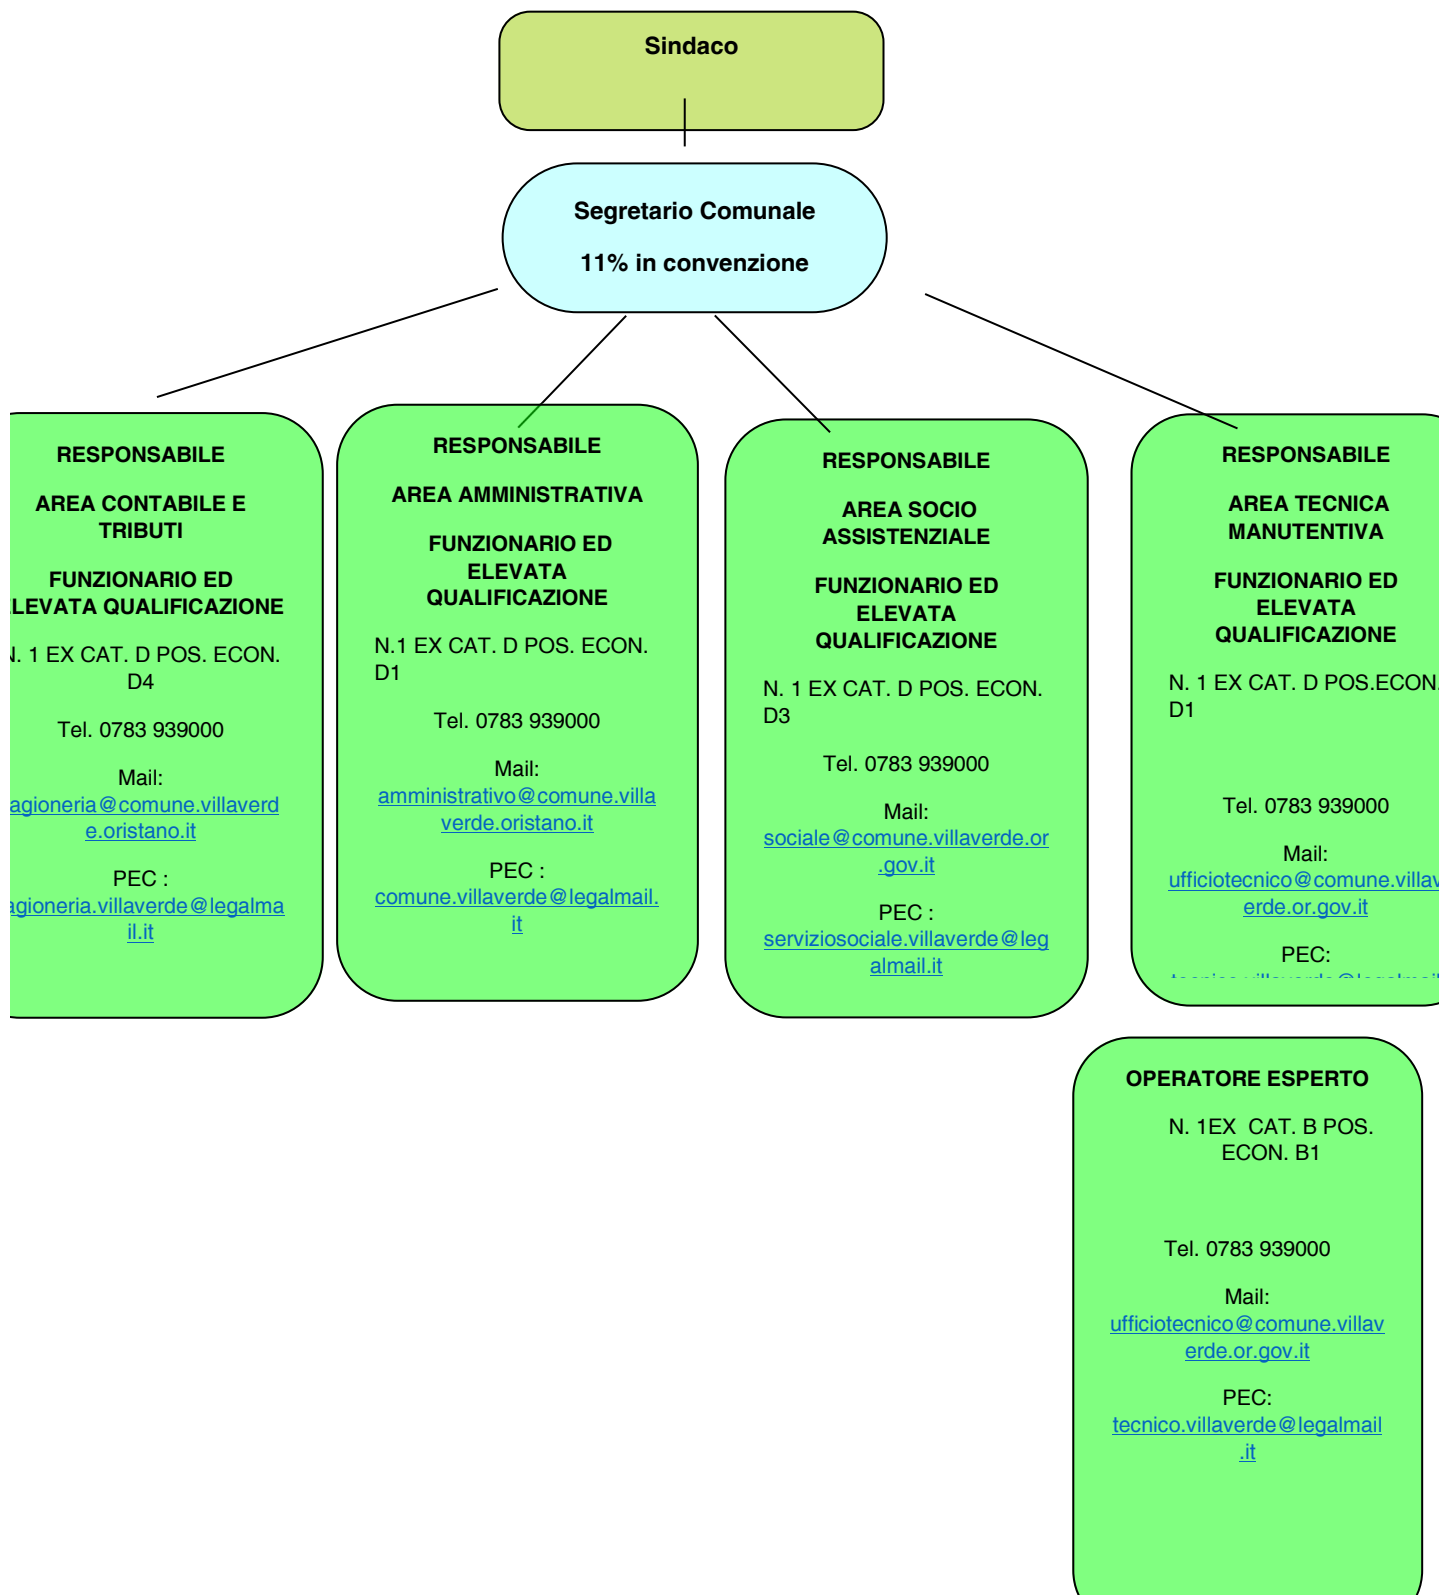 Sindaco
Segretario Comunale
11% in convenzione
RESPONSABILE
AREA CONTABILE E
TRIBUTI
FUNZIONARIO ED
LEVATA QUALIFICAZIONE
. 1 EX CAT. D POS. ECON.
D4
Tel. 0783 939000
Mail:
agioneria@comune.villaverd
e.oristano.it
PEC :
agioneria.villaverde@legalma
il.it
RESPONSABILE
AREA AMMINISTRATIVA
FUNZIONARIO ED
ELEVATA
QUALIFICAZIONE
N.1 EX CAT. D POS. ECON.
D1
Tel. 0783 939000
Mail:
amministrativo@comune.villa
verde.oristano.it
PEC :
comune.villaverde@legalmail.
it
RESPONSABILE
AREA SOCIO
ASSISTENZIALE
FUNZIONARIO ED
ELEVATA
QUALIFICAZIONE
N. 1 EX CAT. D POS. ECON.
D3
Tel. 0783 939000
Mail:
sociale@comune.villaverde.or
.gov.it
PEC :
serviziosociale.villaverde@leg
almail.it
RESPONSABILE
AREA TECNICA
MANUTENTIVA
FUNZIONARIO ED
ELEVATA
QUALIFICAZIONE
N. 1 EX CAT. D POS.ECON.
D1
Tel. 0783 939000
Mail:
ufficiotecnico@comune.villav
erde.or.gov.it
PEC:
tecnico.villaverde@legalmail
OPERATORE ESPERTO
N. 1EX  CAT. B POS.
ECON. B1
Tel. 0783 939000
Mail:
ufficiotecnico@comune.villav
erde.or.gov.it
PEC:
tecnico.villaverde@legalmail
.it